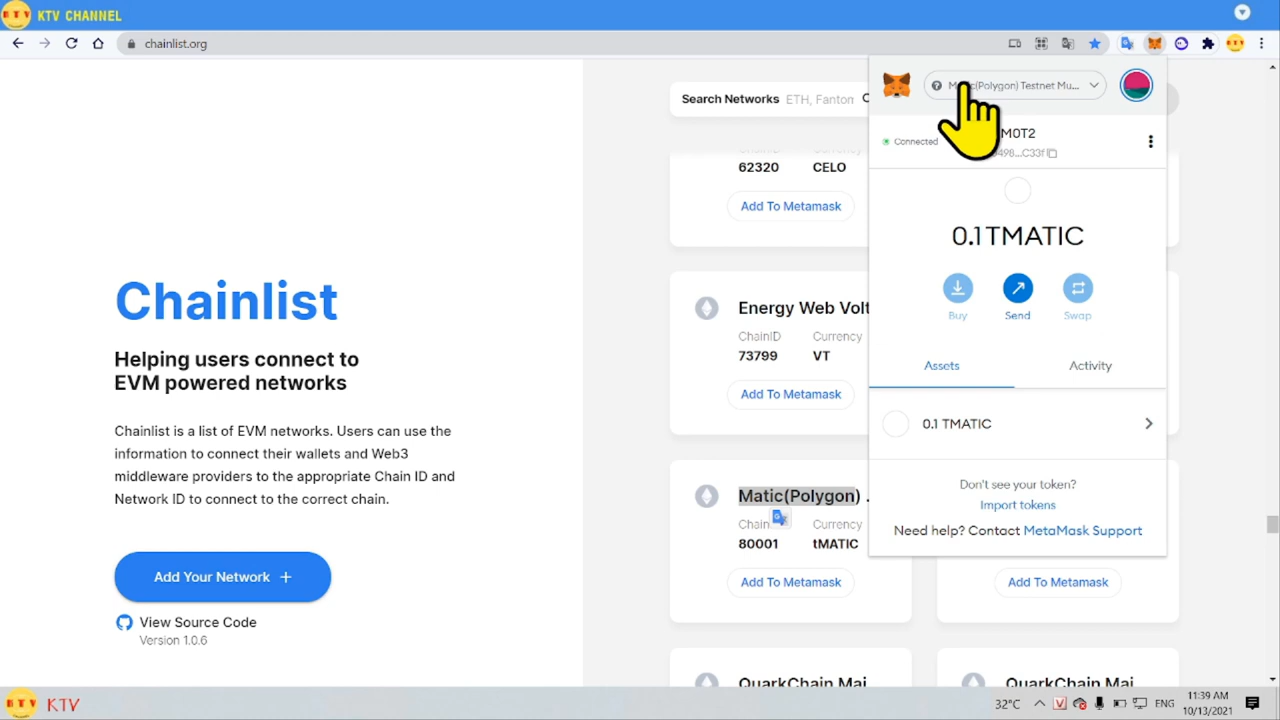 KTV CHANNEL
chainlist.org
Search Networks ETH, Fanton
Matic(Polygon) Testnet Mu...
Connected
M0T2
498...C33f
62320 CELO
Add To Metamask
0.1 TMATIC
Buy Send Swap
Assets Activity
0.1 TMATIC
Don't see your token?
Import tokens
Need help? Contact MetaMask Support
Chainlist
Helping users connect to
EVM powered networks
Chainlist is a list of EVM networks. Users can use the
information to connect their wallets and Web3
middleware providers to the appropriate Chain ID and
Network ID to connect to the correct chain.
Add Your Network +
View Source Code
Version 1.0.6
Energy Web Volt
ChainID Currency
73799 VT
Add To Metamask
Matic(Polygon) .
Chain Currency
80001 tMATIC
Add To Metamask
Add To Metamask
QuarkChain Mai
QuarkChain Mai
KTV
KTV
32°C
ENG
11:39 AM
10/13/2021